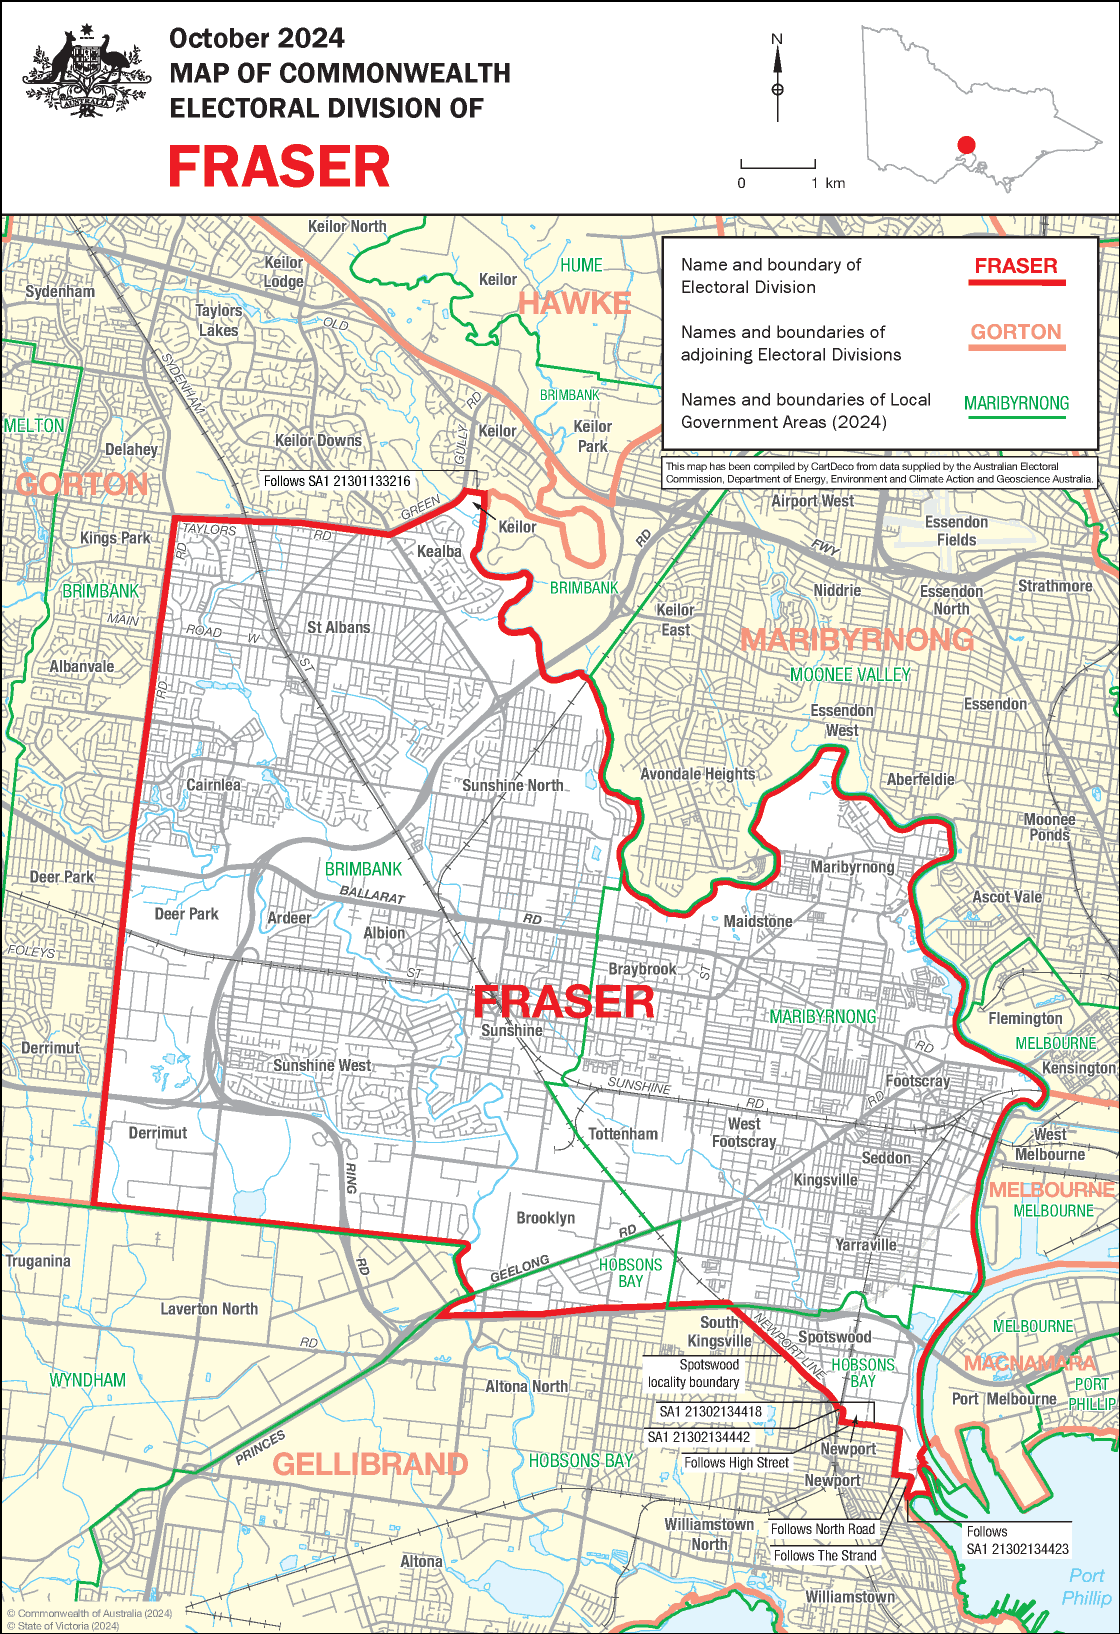 October 2024
MAP OF COMMONWEALTH
ELECTORAL DIVISION OF
FRASER
AUSTRALIA
N
0 1 km
Name and boundary of
Electoral Division
FRASER
Names and boundaries of
adjoining Electoral Divisions
GORTON
Names and boundaries of Local
Government Areas (2024)
MARIBYRNONG
This map has been compiled by CartDeco from data supplied by the Australian Electoral
Commission, Department of Energy, Environment and Climate Action and Geoscience Australia.
Keilor North
Keilor
Lodge
Keilor
HUME
HAWKE
Sydenham
Taylors
Lakes
OLD
SYDENHAM
BRIMBANK
RD
MELTON
Delahey
Keilor Downs
GULLY
Keilor
Keilor
Park
GORTON
Follows SA1 21301133216
GREEN
Airport West
Essendon
Fields
TAYLORS
RD
Keilor
RD
FWY
Kings Park
RD
Kealba
BRIMBANK
BRIMBANK
Niddrie
Essendon
North
Strathmore
MAIN
ROAD
W
St Albans
Keilor
East
MARIBYRNONG
MOONEE VALLEY
Albanvale
ST
RD
Essendon
West
Essendon
Cairnlea
Sunshine North
Avondale Heights
Aberfeldie
Moonee
Ponds
BRIMBANK
Maribyrnong
Deer Park
BALLARAT
RD
Ascot Vale
Deer Park
Ardeer
Albion
Maidstone
FOLEYS
ST
Braybrook
ST
FRASER
Sunshine
MARIBYRNONG
Flemington
Derrimut
MELBOURNE
Kensington
Sunshine West
RD
SUNSHINE
RD
Footscray
RD
Derrimut
Tottenham
West
Footscray
West
Melbourne
Seddon
RING
Kingsville
MELBOURNE
MELBOURNE
Brooklyn
RD
Yarraville
Truganina
RD
GEELONG
HOBSONS
BAY
Laverton North
RD
South
Kingsville
NEWPORT LINE
Spotswood
MELBOURNE
MACNAMARA
HOBSONS
BAY
Spotswood
locality boundary
WYNDHAM
Altona North
Port Melbourne
PORT
PHILLIP
SA1 21302134418
SA1 21302134442
Newport
PRINCES
GELLIBRAND
HOBSONS BAY
Follows High Street
Newport
Williamstown
North
Follows North Road
Follows The Strand
Follows
SA1 21302134423
Altona
Williamstown
Port
Phillip
© Commonwealth of Australia (2024)
© State of Victoria (2024)